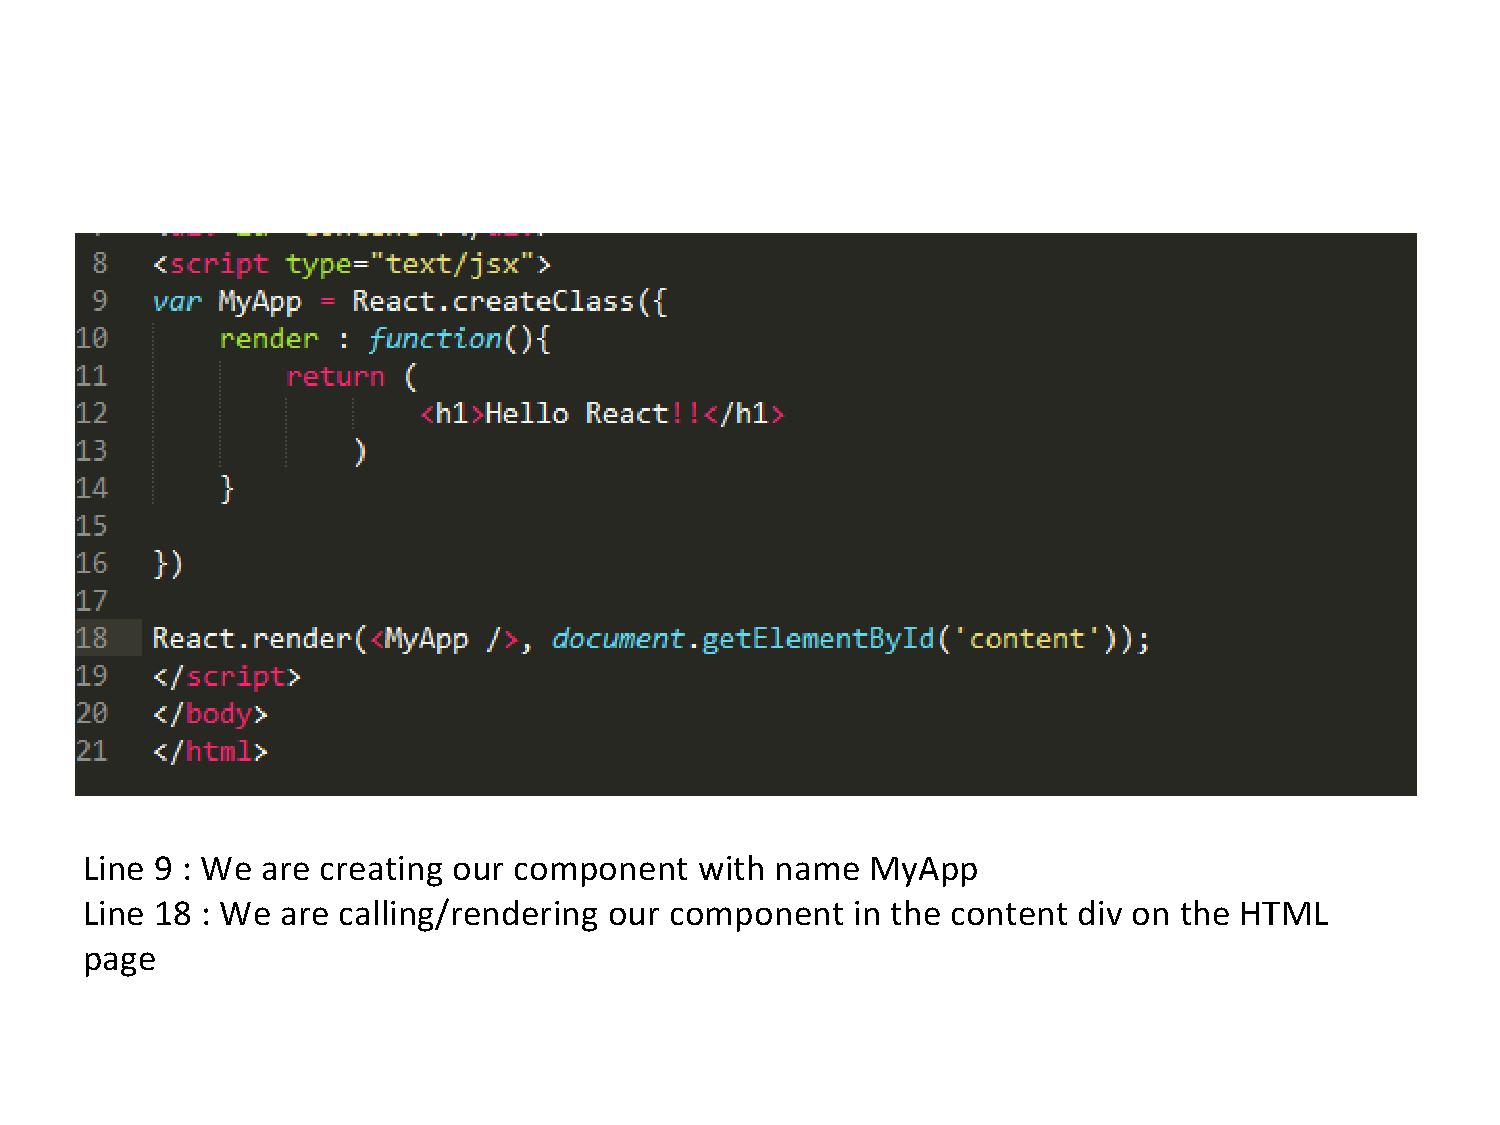 8 <script type="text/jsx">
9 var MyApp = React.createClass({
10 render : function(){
11 return (
12 <h1>Hello React!!</h1>
13 )
14 }
15
16 })
17
18 React.render(<MyApp />, document.getElementById('content'));
19 </script>
20 </body>
21 </html>
Line 9 : We are creating our component with name MyApp
Line 18 : We are calling/rendering our component in the content div on the HTML
page